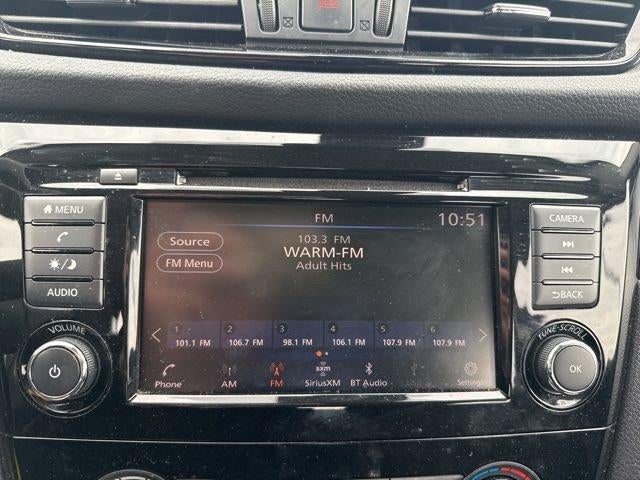 FM
10:51
MENU
AUDIO
VOLUME
Source
FM Menu
103.3 FM
WARM-FM
Adult Hits
1 2 3 4 5 6
101.1 FM 106.7 FM 98.1 FM 106.1 FM 107.9 FM 107.9 FM
sxm
Phone AM FM SiriusXM BT Audio Settings
CAMERA
BACK
TUNE·SCROLL
OK